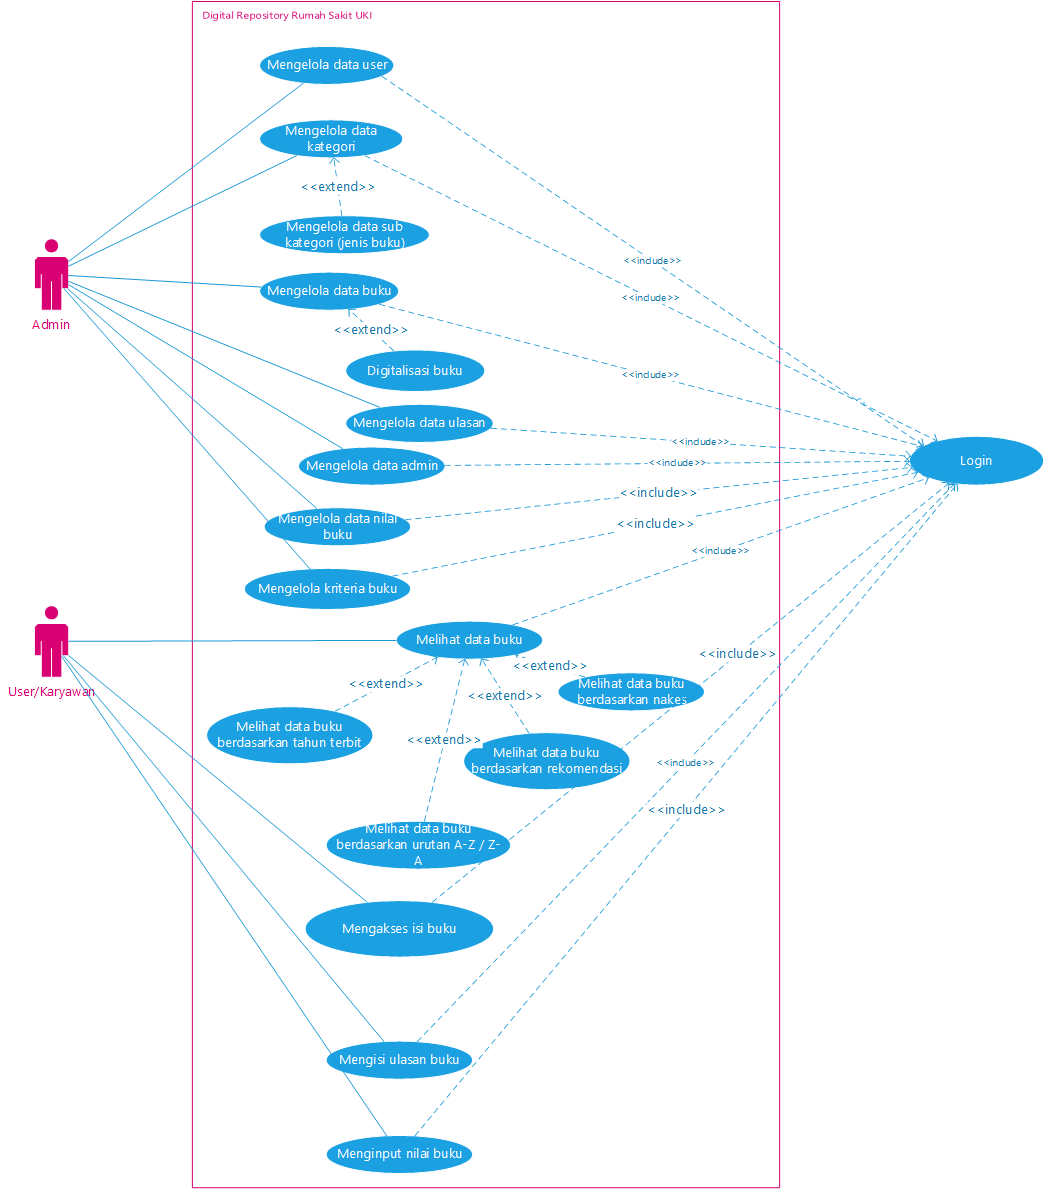 Digital Repository Rumah Sakit UKI
Mengelola data user
Mengelola data
kategori
<<extend>>
Mengelola data sub
kategori (jenis buku)
<<include>>
Mengelola data buku
<<include>>
Admin
<<extend>>
Digitalisasi buku
<<include>>
Mengelola data ulasan
<<include>>
Mengelola data admin
<<include>>
Login
<<include>>
Mengelola data nilai
buku
<<include>>
<<include>>
Mengelola kriteria buku
Melihat data buku
<<include>>
<<extend>>
User/Karyawan
<<extend>>
Melihat data buku
berdasarkan nakes
<<extend>>
Melihat data buku
berdasarkan tahun terbit
<<extend>>
Melihat data buku
berdasarkan rekomendasi
<<include>>
<<include>>
Melihat data buku
berdasarkan urutan A-Z / Z-
A
Mengakses isi buku
Mengisi ulasan buku
Menginput nilai buku